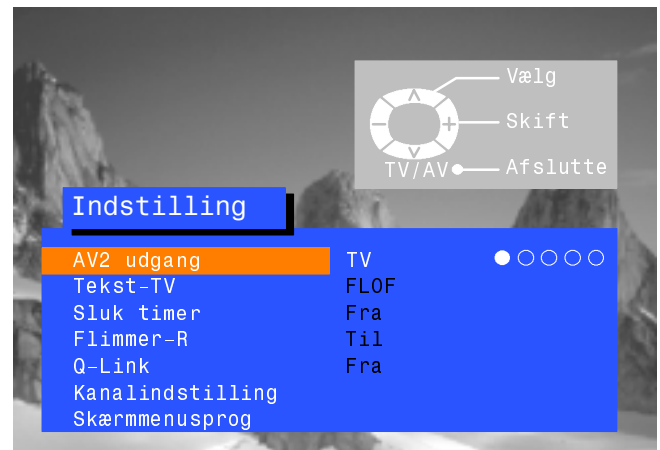 Vælg
Skift
TV/AV Afslutte
Indstilling
AV2 udgang TV
Tekst-TV FLOF
Sluk timer Fra
Flimmer-R Til
Q-Link Fra
Kanalindstilling
Skærmmenusprog